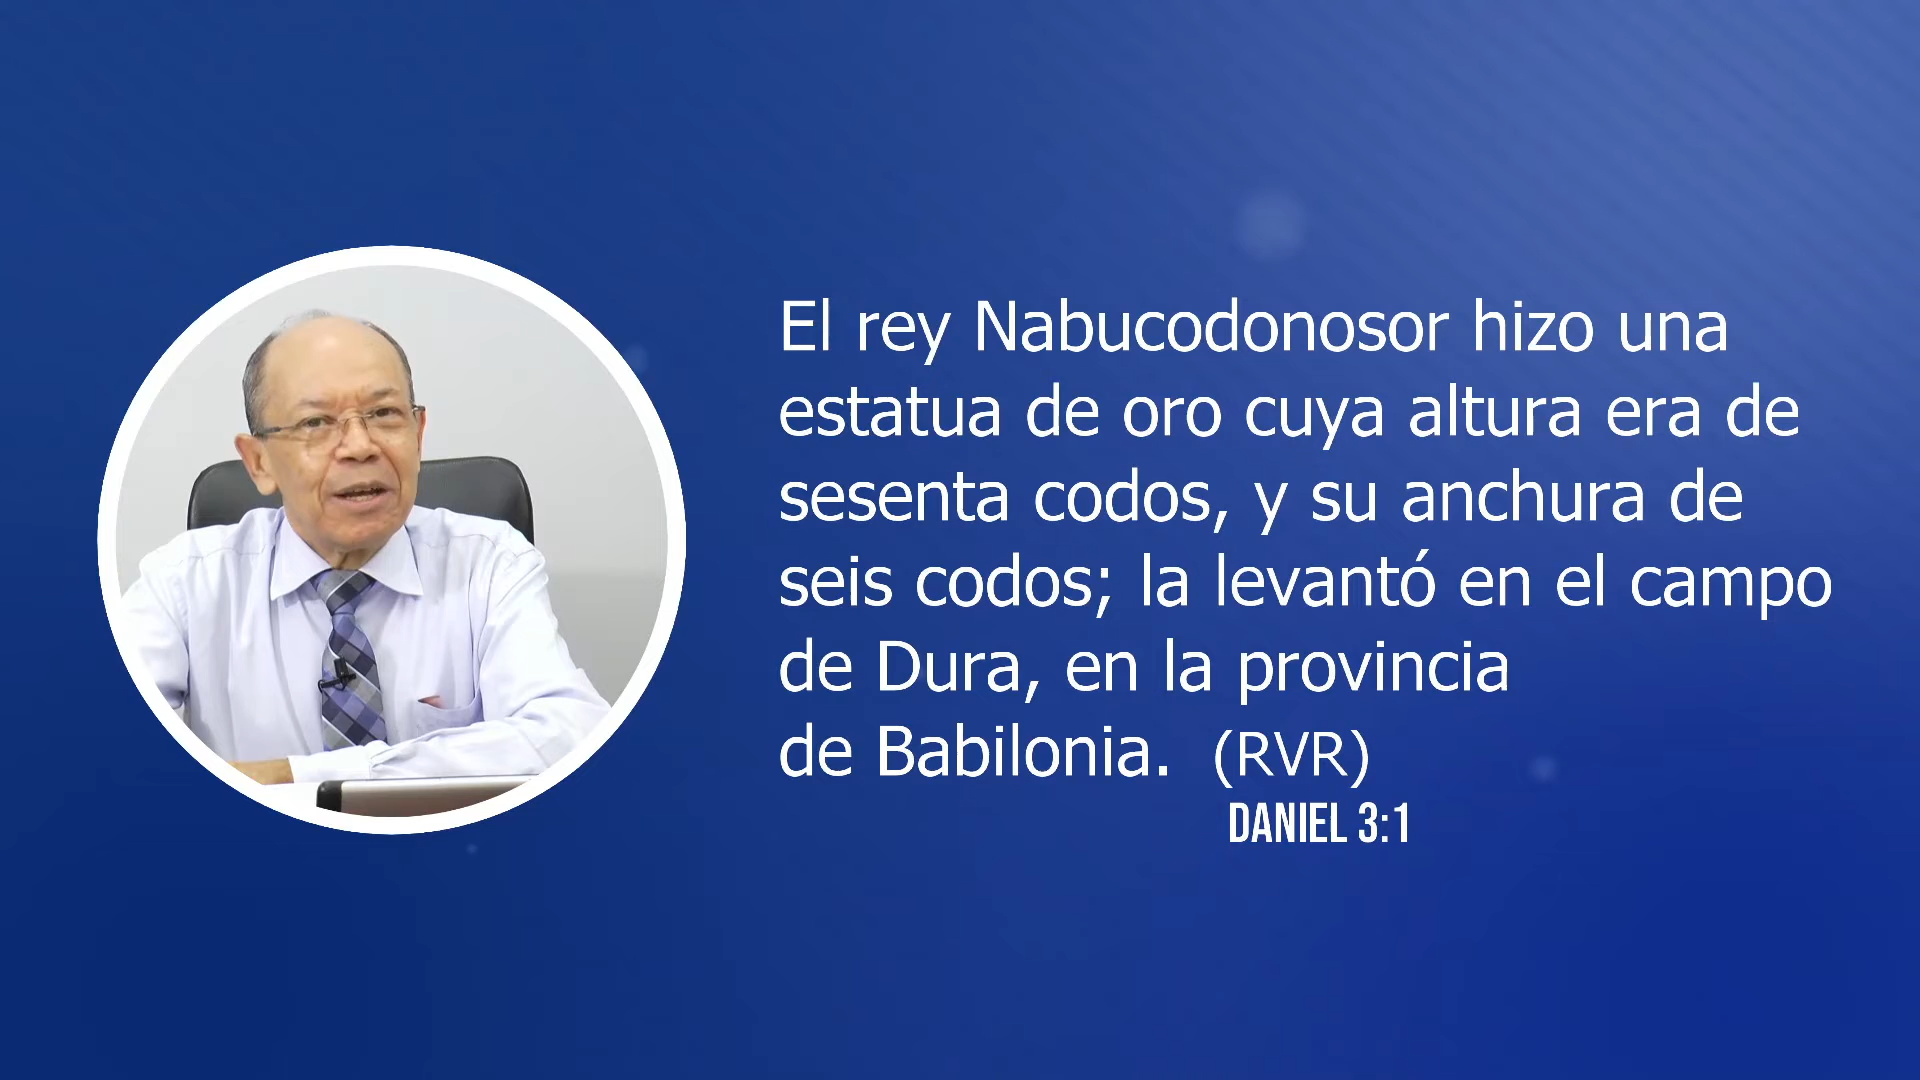 El rey Nabucodonosor hizo una
estatua de oro cuya altura era de
sesenta codos, y su anchura de
seis codos; la levantó en el campo
de Dura, en la provincia
de Babilonia.  (RVR)
DANIEL 3:1